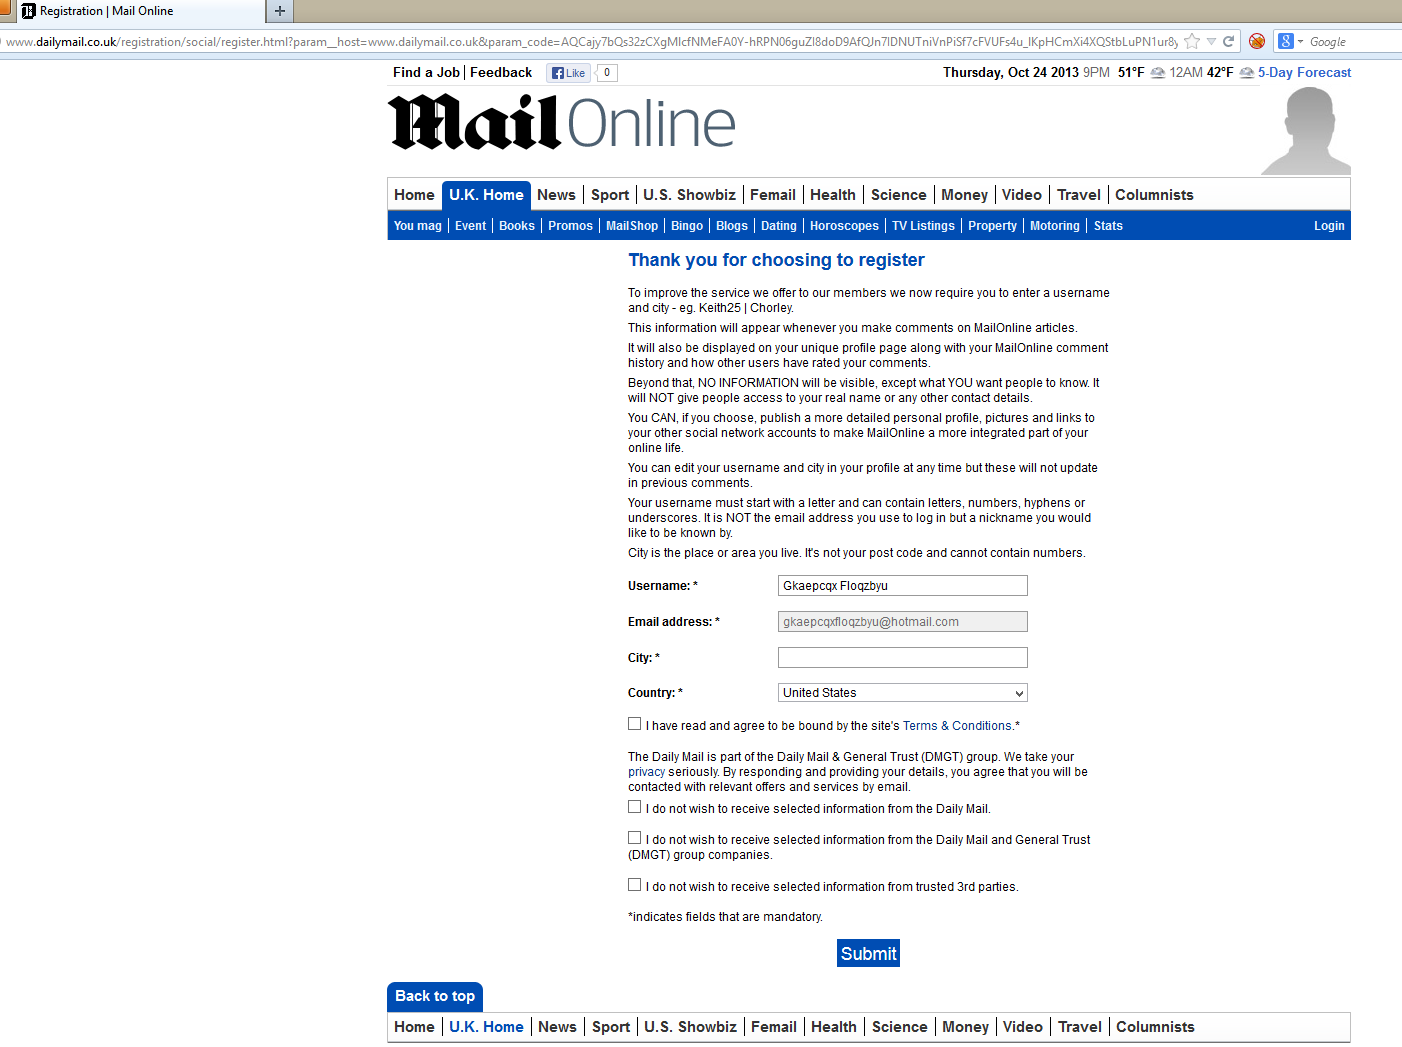 Registration | Mail Online
+
www.dailymail.co.uk/registration/social/register.html?param__host=www.dailymail.co.uk&param_code=
Google
Find a Job | Feedback
Like
0
Thursday, Oct 24 2013 9PM 51°F 12AM 42°F 5-Day Forecast
Mail Online
Home U.K. Home News Sport U.S. Showbiz Femail Health Science Money Video Travel Columnists
You mag Event Books Promos MailShop Bingo Blogs Dating Horoscopes TV Listings Property Motoring Stats Login
Thank you for choosing to register
To improve the service we offer to our members we now require you to enter a username
and city - eg. Keith25 | Chorley.
This information will appear whenever you make comments on MailOnline articles.
It will also be displayed on your unique profile page along with your MailOnline comment
history and how other users have rated your comments.
Beyond that, NO INFORMATION will be visible, except what YOU want people to know. It
will NOT give people access to your real name or any other contact details.
You CAN, if you choose, publish a more detailed personal profile, pictures and links to
your other social network accounts to make MailOnline a more integrated part of your
online life.
You can edit your username and city in your profile at any time but these will not update
in previous comments.
Your username must start with a letter and can contain letters, numbers, hyphens or
underscores. It is NOT the email address you use to log in but a nickname you would
like to be known by.
City is the place or area you live. It's not your post code and cannot contain numbers.
Username: * Gkaepcqx Floqzbyu
Email address: * gkaepcqxfloqzbyu@hotmail.com
City: *
Country: * United States
I have read and agree to be bound by the site's Terms & Conditions.*
The Daily Mail is part of the Daily Mail & General Trust (DMGT) group. We take your
privacy seriously. By responding and providing your details, you agree that you will be
contacted with relevant offers and services by email.
I do not wish to receive selected information from the Daily Mail.
I do not wish to receive selected information from the Daily Mail and General Trust
(DMGT) group companies.
I do not wish to receive selected information from trusted 3rd parties.
*indicates fields that are mandatory.
Submit
Back to top
Home U.K. Home News Sport U.S. Showbiz Femail Health Science Money Video Travel Columnists